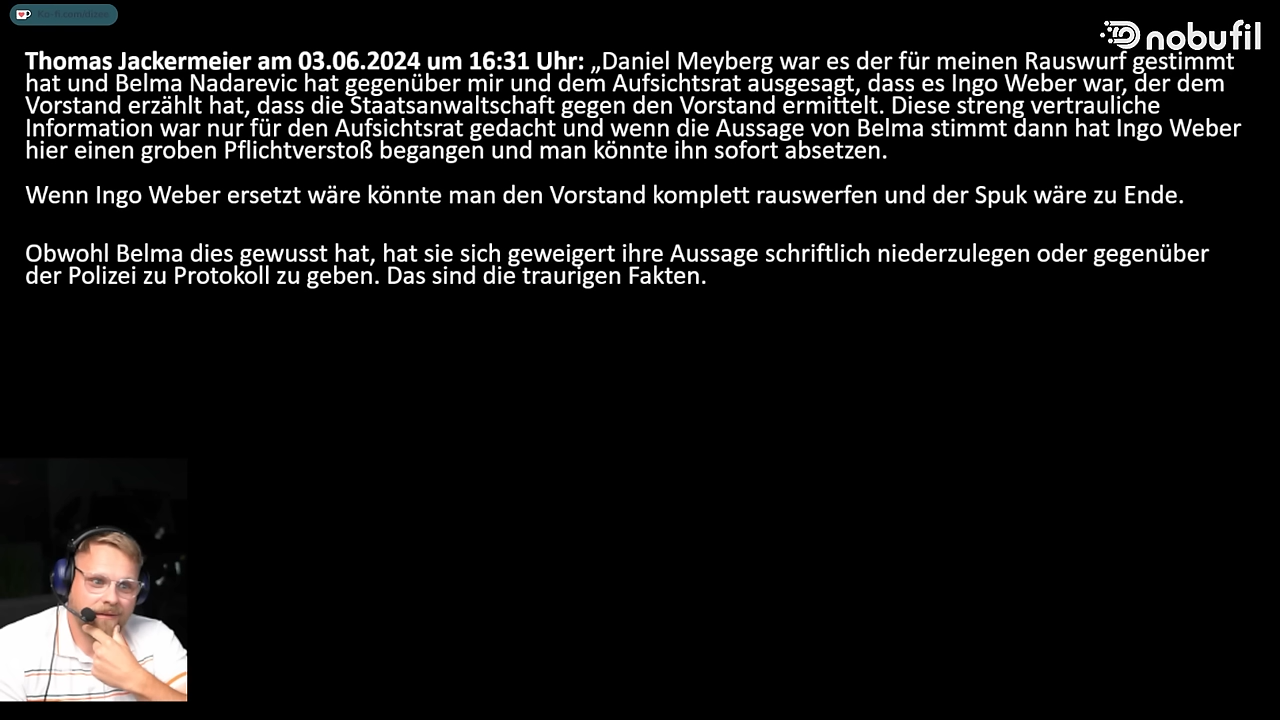 Ko-fi.com/dizeo
nobufil
Thomas Jackermeier am 03.06.2024 um 16:31 Uhr: „Daniel Meyberg war es der für meinen Rauswurf gestimmt
hat und Belma Nadarevic hat gegenüber mir und dem Aufsichtsrat ausgesagt, dass es Ingo Weber war, der dem
Vorstand erzählt hat, dass die Staatsanwaltschaft gegen den Vorstand ermittelt. Diese streng vertrauliche
Information war nur für den Aufsichtsrat gedacht und wenn die Aussage von Belma stimmt dann hat Ingo Weber
hier einen groben Pflichtverstoß begangen und man könnte ihn sofort absetzen.
Wenn Ingo Weber ersetzt wäre könnte man den Vorstand komplett rauswerfen und der Spuk wäre zu Ende.
Obwohl Belma dies gewusst hat, hat sie sich geweigert ihre Aussage schriftlich niederzulegen oder gegenüber
der Polizei zu Protokoll zu geben. Das sind die traurigen Fakten.